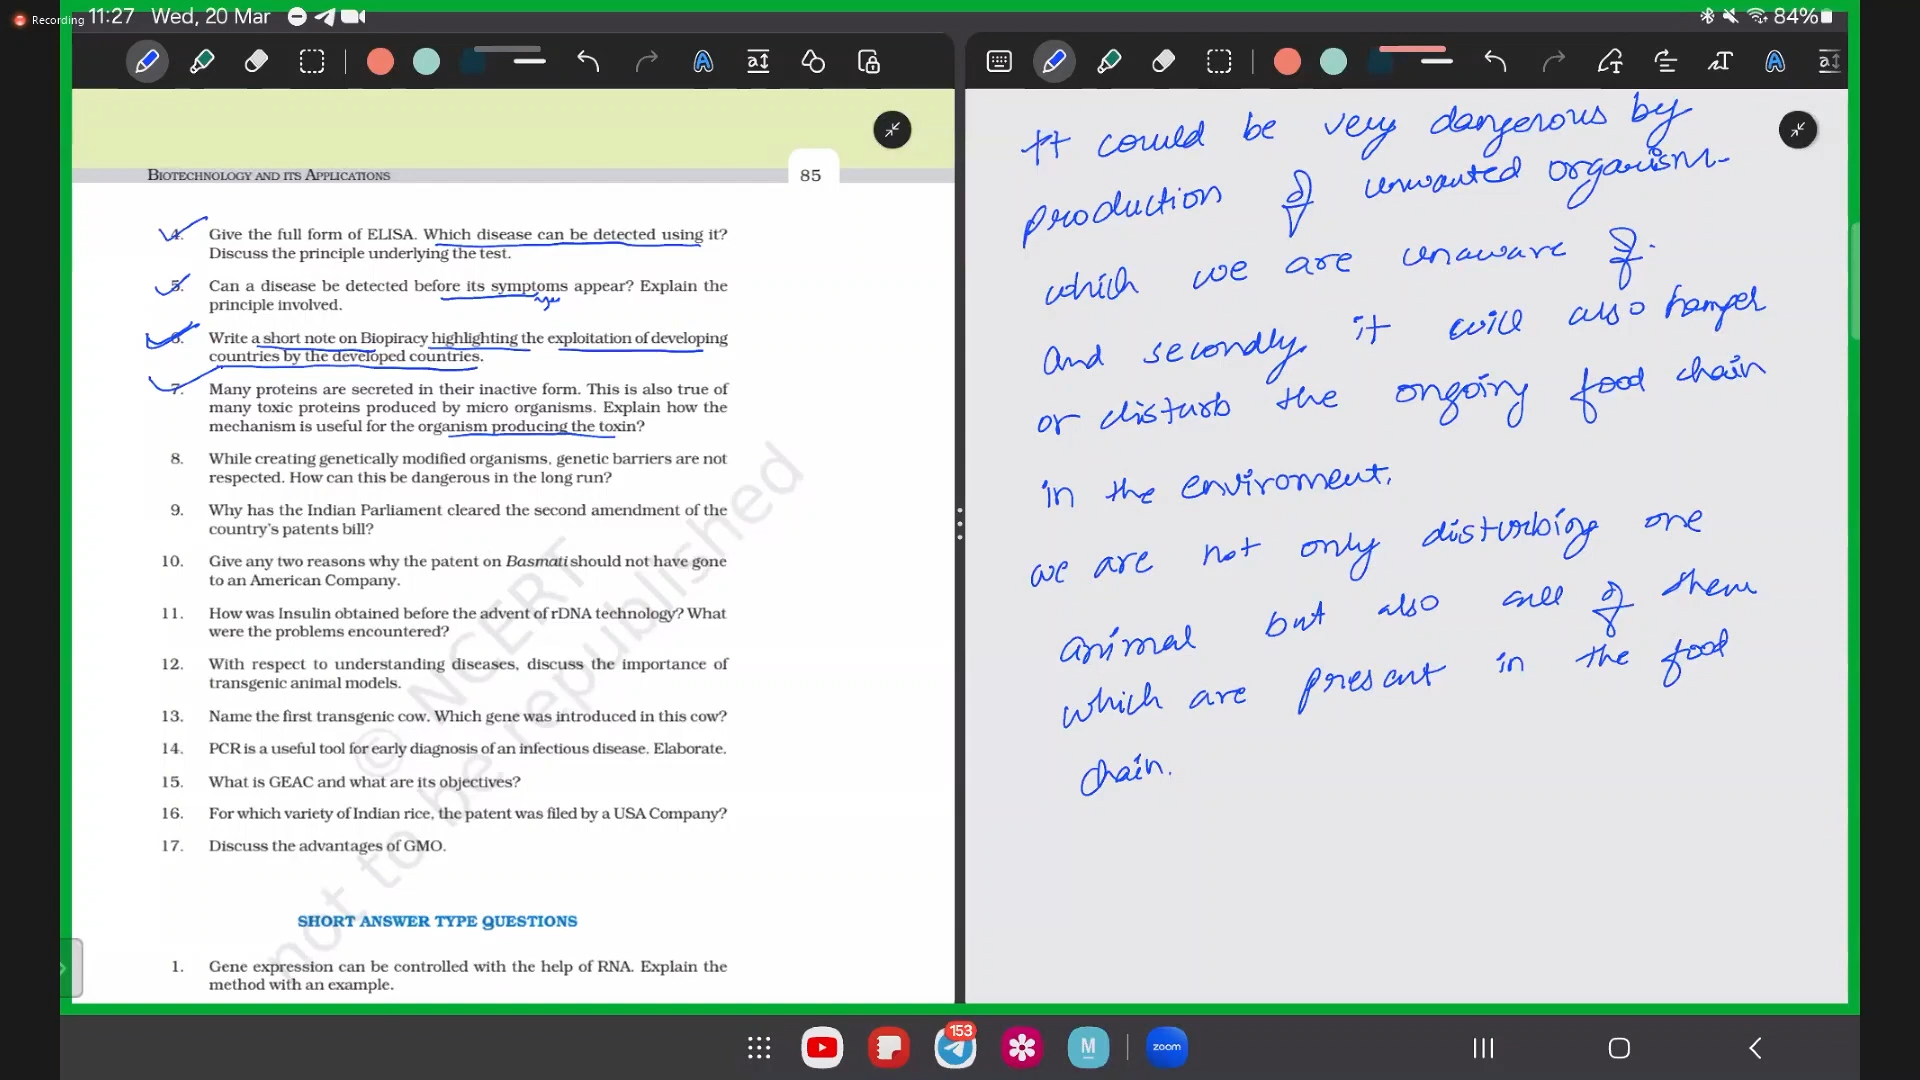 Recording 11:27 Wed, 20 Mar
84%
BIOTECHNOLOGY AND ITS APPLICATIONS 85
4. Give the full form of ELISA. Which disease can be detected using it?
Discuss the principle underlying the test.
5. Can a disease be detected before its symptoms appear? Explain the
principle involved.
6. Write a short note on Biopiracy highlighting the exploitation of developing
countries by the developed countries.
7. Many proteins are secreted in their inactive form. This is also true of
many toxic proteins produced by micro organisms. Explain how the
mechanism is useful for the organism producing the toxin?
8. While creating genetically modified organisms, genetic barriers are not
respected. How can this be dangerous in the long run?
9. Why has the Indian Parliament cleared the second amendment of the
country's patents bill?
10. Give any two reasons why the patent on Basmati should not have gone
to an American Company.
11. How was Insulin obtained before the advent of rDNA technology? What
were the problems encountered?
12. With respect to understanding diseases, discuss the importance of
transgenic animal models.
13. Name the first transgenic cow. Which gene was introduced in this cow?
14. PCR is a useful tool for early diagnosis of an infectious disease. Elaborate.
15. What is GEAC and what are its objectives?
16. For which variety of Indian rice, the patent was filed by a USA Company?
17. Discuss the advantages of GMO.
SHORT ANSWER TYPE QUESTIONS
1. Gene expression can be controlled with the help of RNA. Explain the
method with an example.
© NCERT
not to be republished
It could be very dangerous by
production of unwanted organism-
which we are unaware of.
and secondly, it will also hamper
or disturb the ongoing food chain
in the enviroment.
we are not only disturbing one
animal but also all of them
which are present in the food
chain.
153
M
zoom